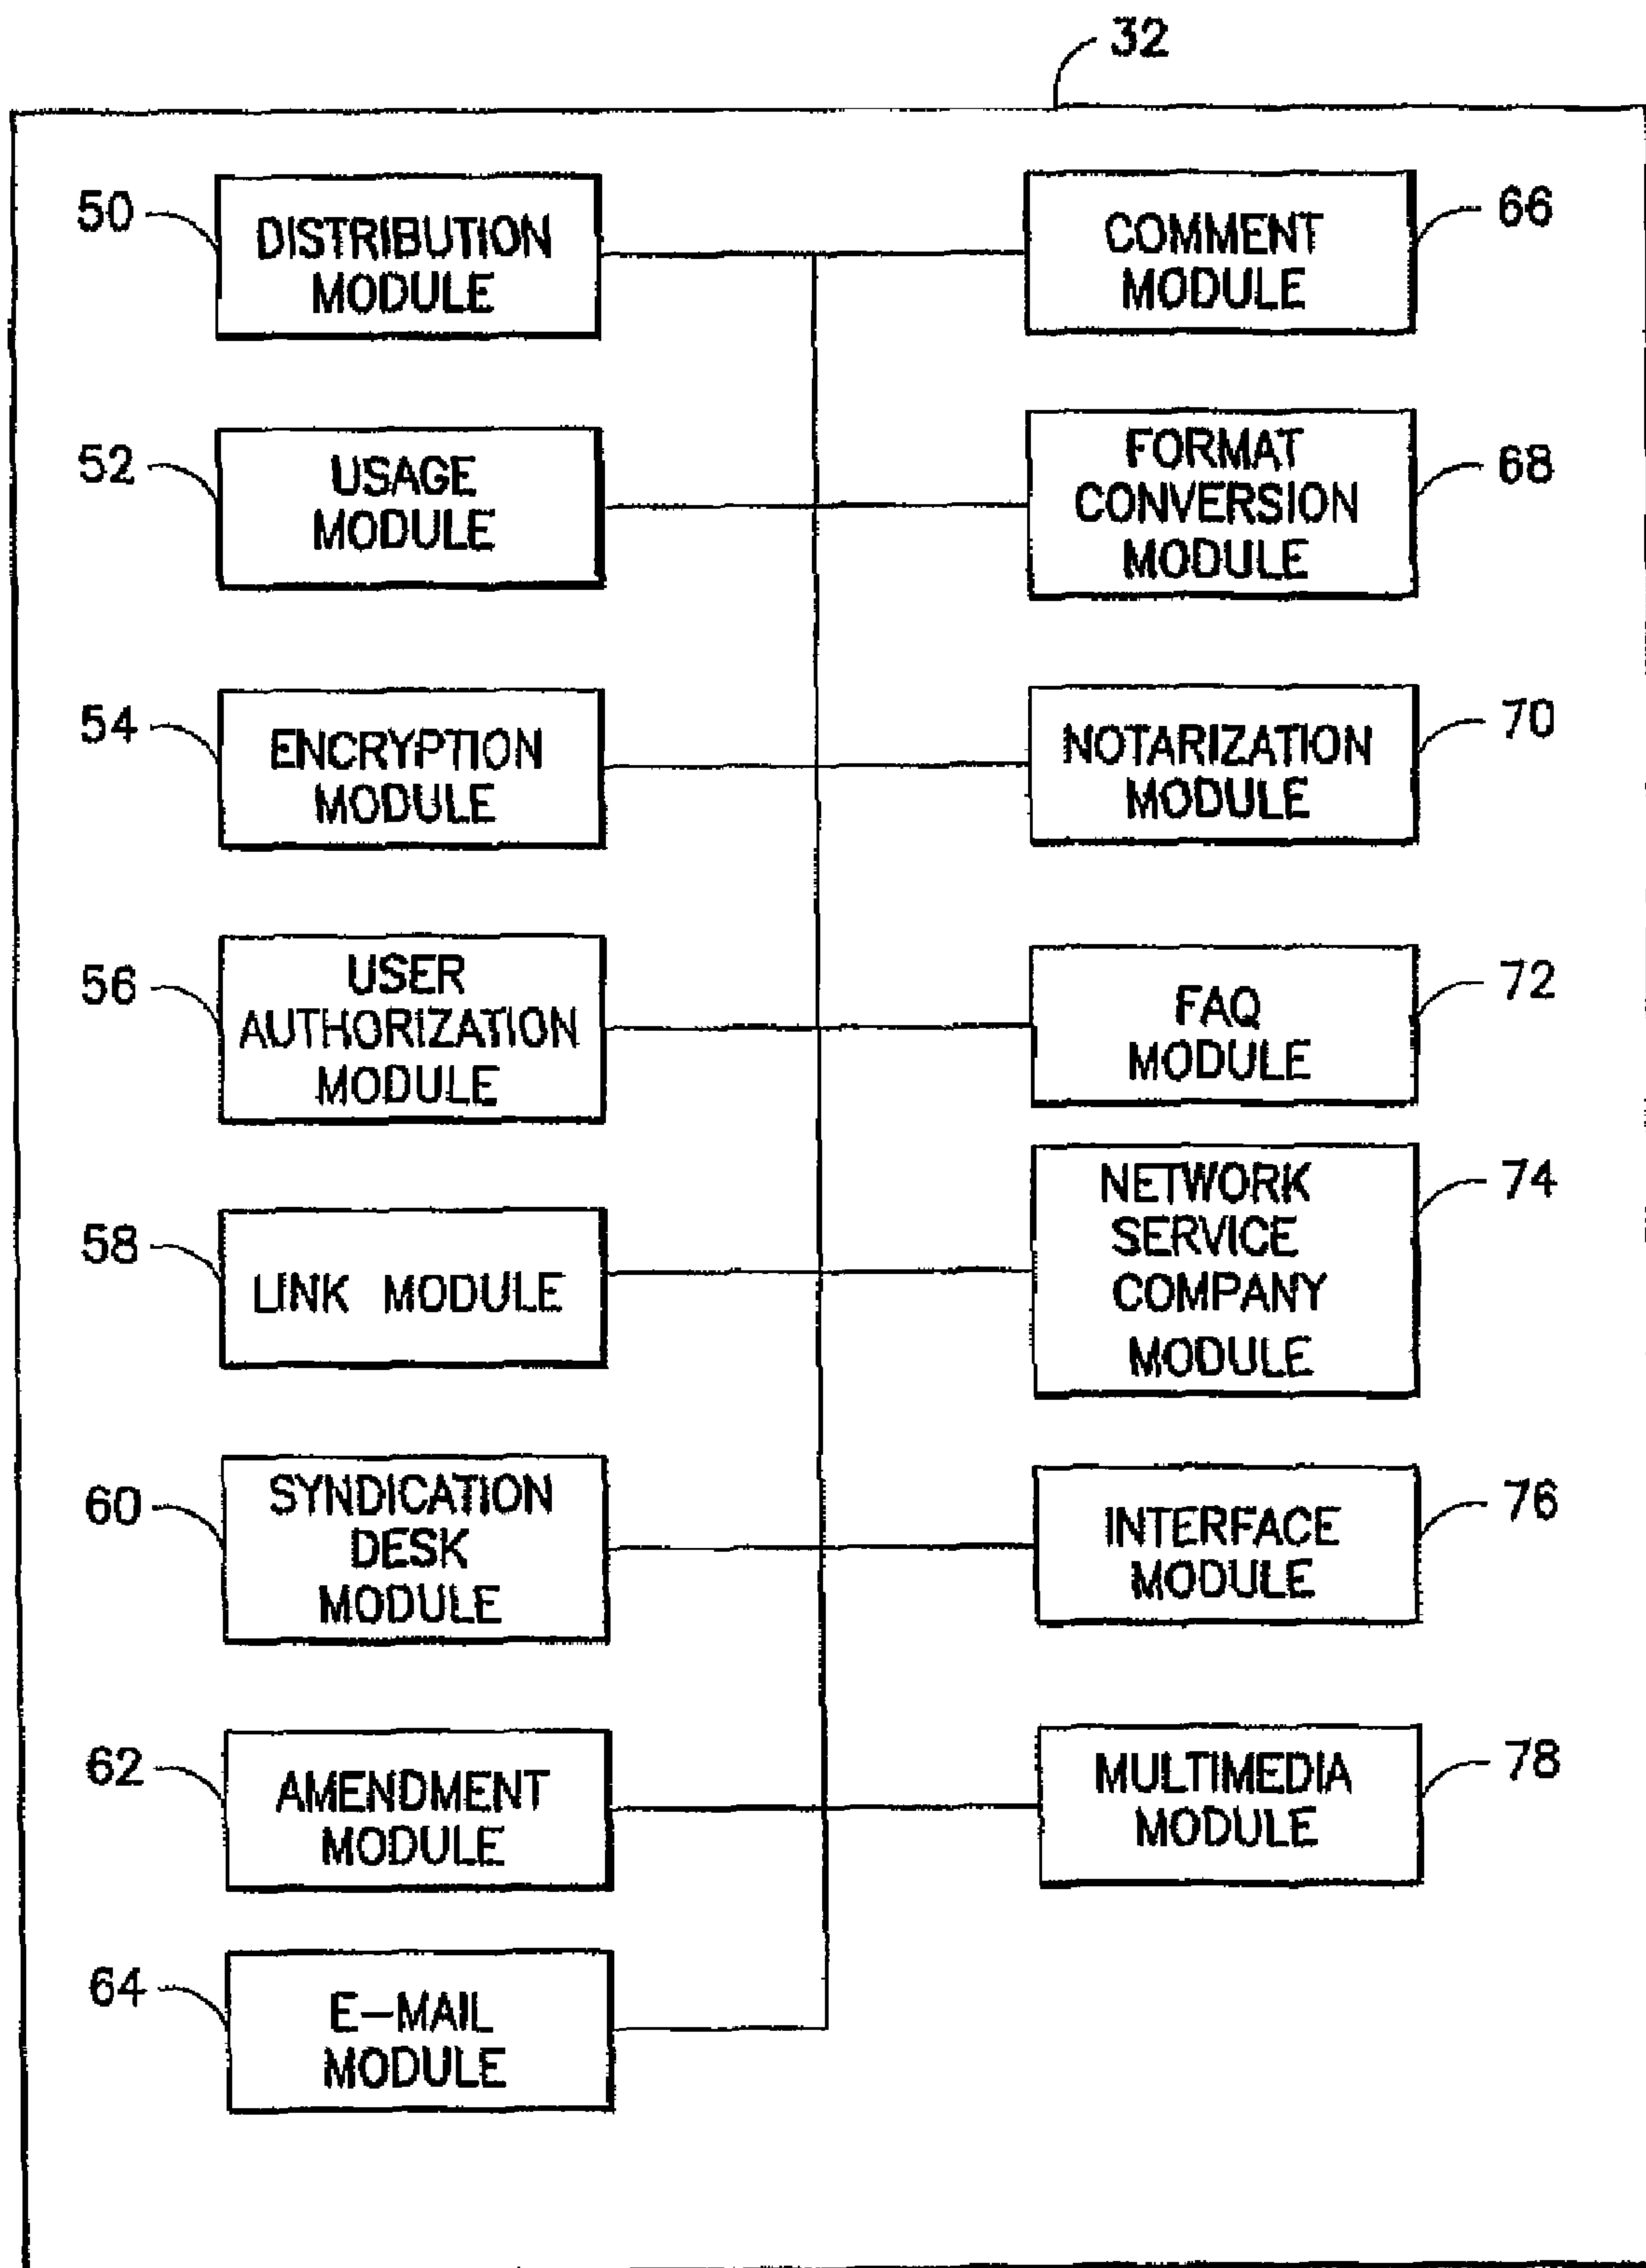 32
50
DISTRIBUTION
MODULE
52
USAGE
MODULE
54
ENCRYPTION
MODULE
56
USER
AUTHORIZATION
MODULE
58
LINK MODULE
60
SYNDICATION
DESK
MODULE
62
AMENDMENT
MODULE
64
E-MAIL
MODULE
66
COMMENT
MODULE
68
FORMAT
CONVERSION
MODULE
70
NOTARIZATION
MODULE
72
FAQ
MODULE
74
NETWORK
SERVICE
COMPANY
MODULE
76
INTERFACE
MODULE
78
MULTIMEDIA
MODULE